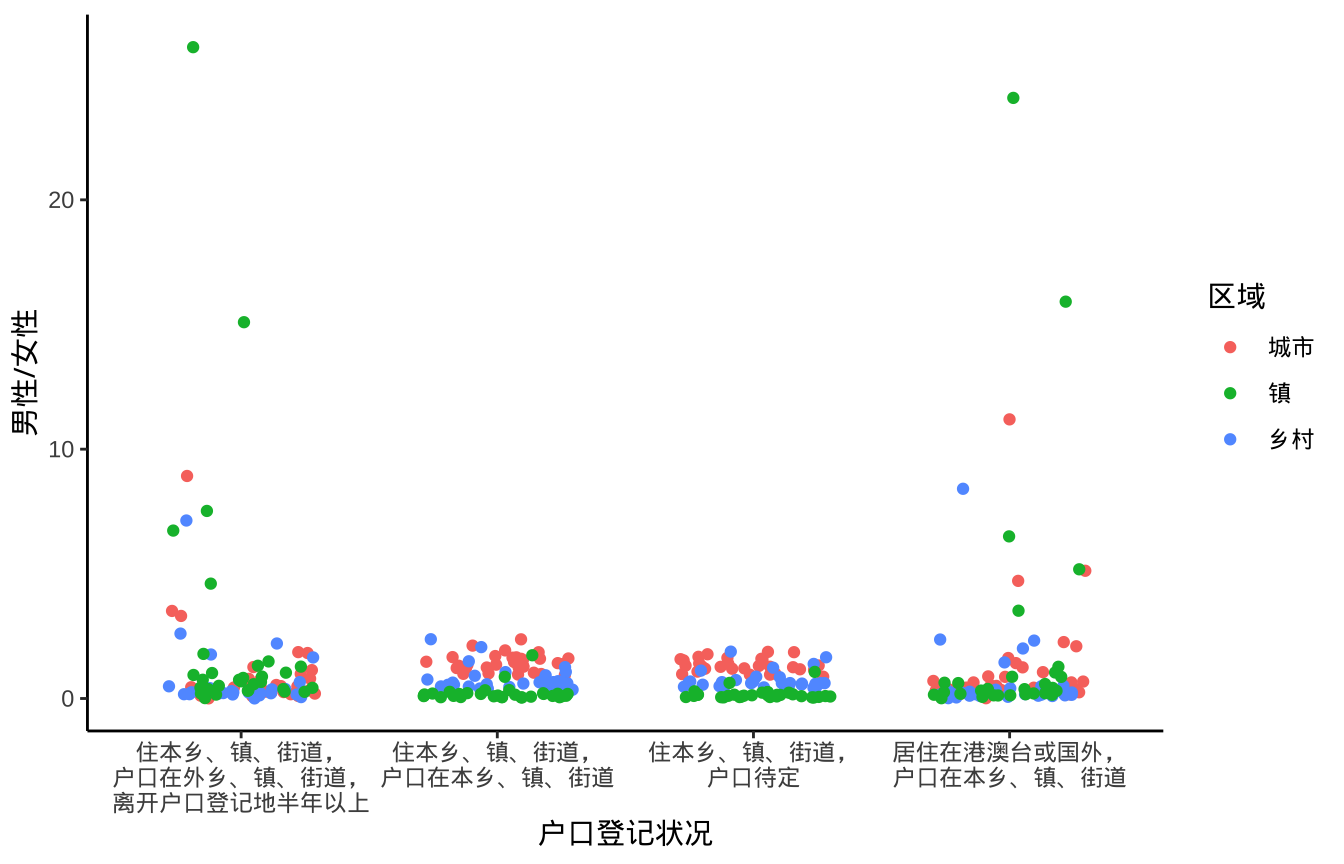 男性/女性
20
10
0
住本乡、镇、街道，
户口在外乡、镇、街道，
离开户口登记地半年以上
住本乡、镇、街道，
户口在本乡、镇、街道
住本乡、镇、街道，
户口待定
居住在港澳台或国外，
户口在本乡、镇、街道
户口登记状况
区域
城市
镇
乡村